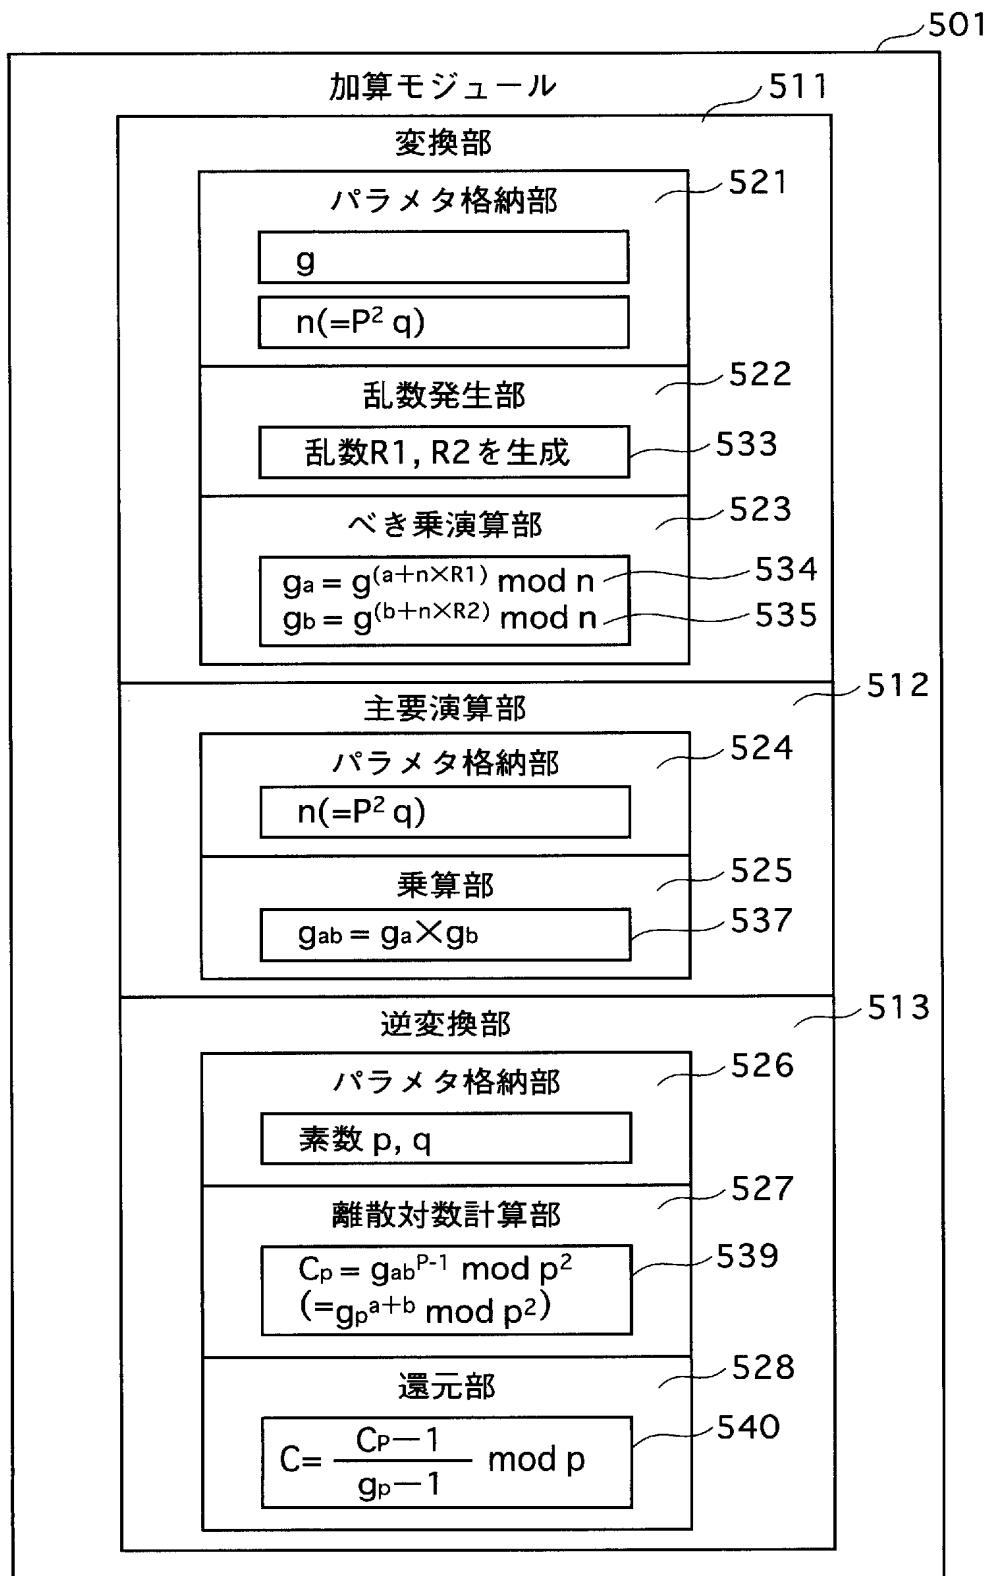 501
加算モジュール
511
変換部
521
パラメタ格納部
g
n(=P² q)
522
乱数発生部
乱数R1, R2を生成
533
523
べき乗演算部
ga = g^(a+n×R1) mod n
534
gb = g^(b+n×R2) mod n
535
512
主要演算部
524
パラメタ格納部
n(=P² q)
525
乗算部
gab = ga×gb
537
513
逆変換部
526
パラメタ格納部
素数 p, q
527
離散対数計算部
Cp = gab^P-1 mod p²
(=gp^a+b mod p²)
539
528
還元部
540
CP−1
C= mod p
gp−1